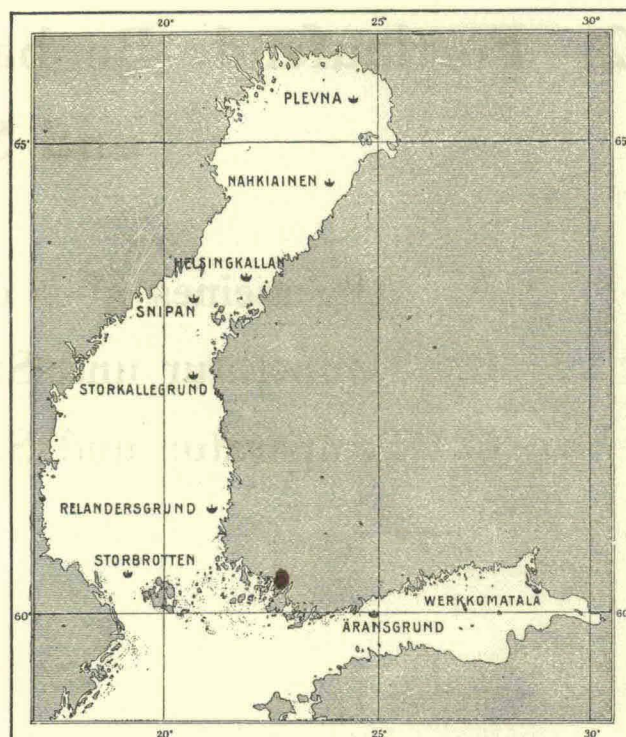 20° 25° 30°
PLEVNA
65 65
NAHKIAINEN
HELSINGKALLAN
SNIPAN
STORKALLEGRUND
RELANDERSGRUND
STORBROTTEN
WERKKOMATALA
60 60
ÄRANSGRUND
20° 25° 30°